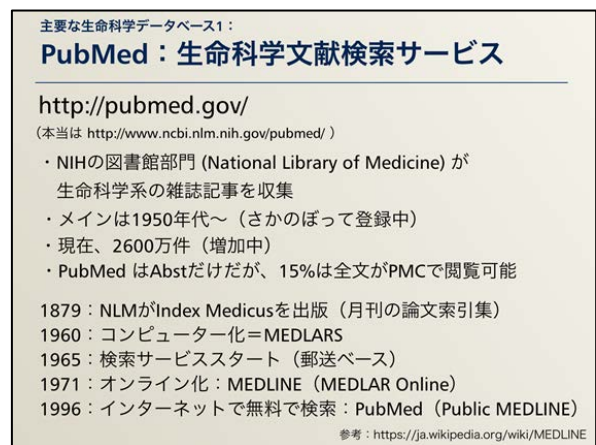 主要な生命科学データベース1：
PubMed：生命科学文献検索サービス
http://pubmed.gov/
（本当は http://www.ncbi.nlm.nih.gov/pubmed/ ）
・NIHの図書館部門 (National Library of Medicine) が
生命科学系の雑誌記事を収集
・メインは1950年代〜（さかのぼって登録中）
・現在、2600万件（増加中）
・PubMed はAbstだけだが、15%は全文がPMCで閲覧可能
1879：NLMがIndex Medicusを出版（月刊の論文索引集）
1960：コンピューター化＝MEDLARS
1965：検索サービススタート（郵送ベース）
1971：オンライン化：MEDLINE（MEDLAR Online）
1996：インターネットで無料で検索：PubMed（Public MEDLINE）
参考：https://ja.wikipedia.org/wiki/MEDLINE